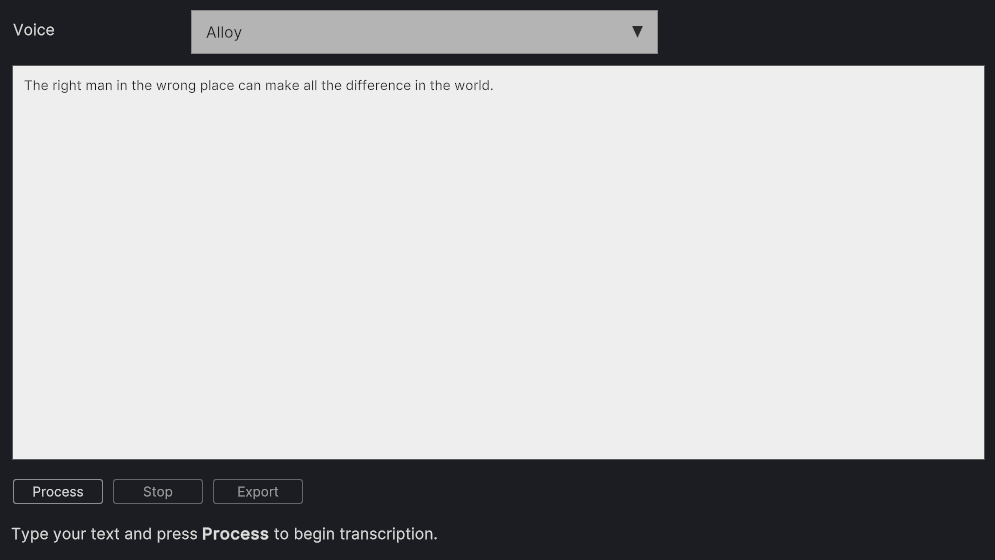 Voice
Alloy
The right man in the wrong place can make all the difference in the world.
Process
Stop
Export
Type your text and press Process to begin transcription.